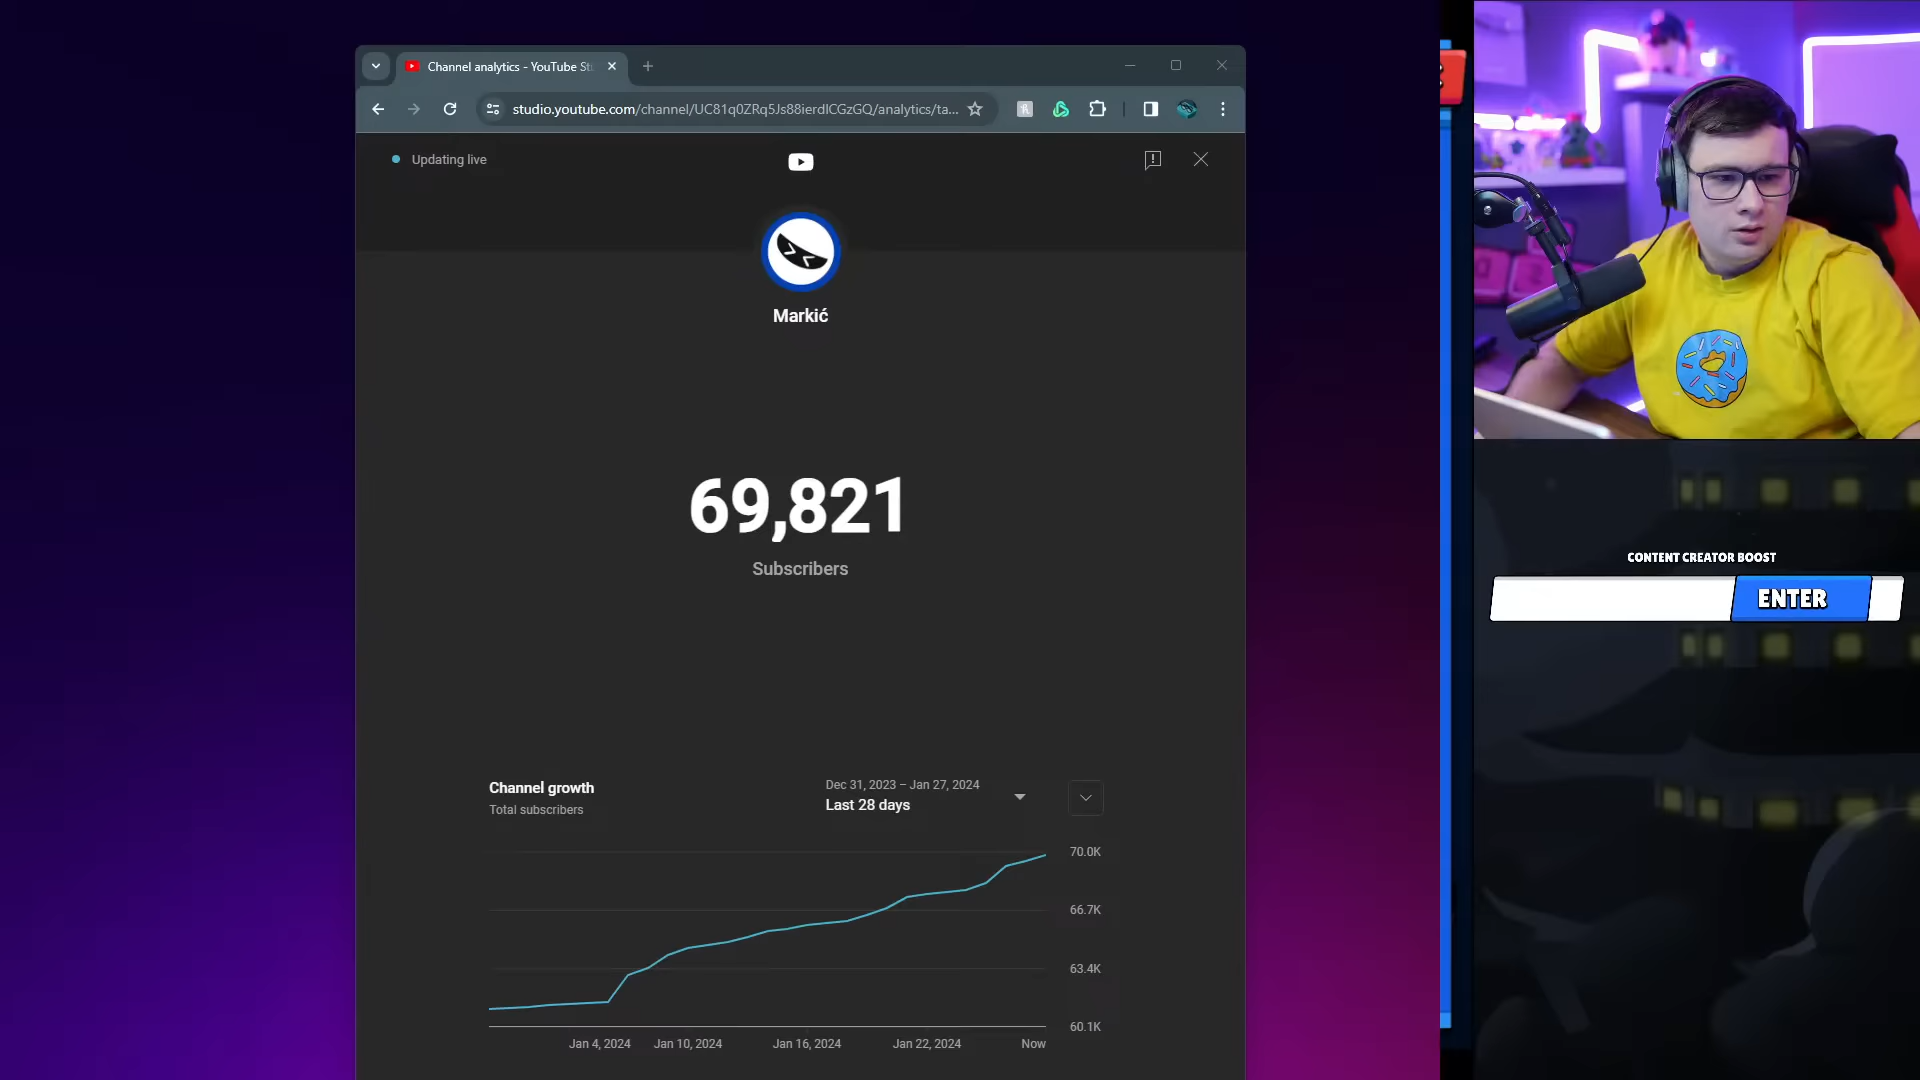 Channel analytics - YouTube St
studio.youtube.com/channel/UC81q0ZRq5Js88ierdICGzGQ/analytics/ta...
Updating live
Markić
69,821
Subscribers
Channel growth
Total subscribers
Dec 31, 2023 – Jan 27, 2024
Last 28 days
70.0K
66.7K
63.4K
60.1K
Jan 4, 2024
Jan 10, 2024
Jan 16, 2024
Jan 22, 2024
Now
CONTENT CREATOR BOOST
ENTER